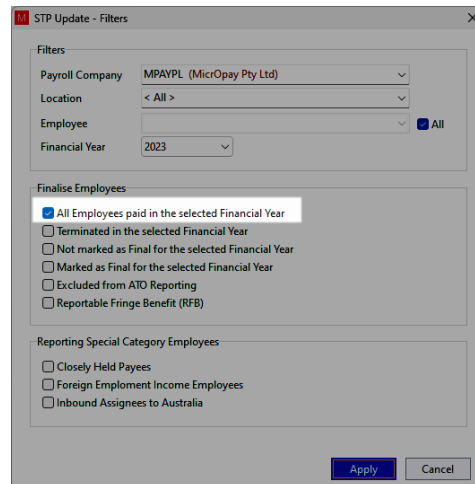 M STP Update - Filters
Filters
Payroll Company MPAYPL (MicrOpay Pty Ltd)
Location < All >
Employee All
Financial Year 2023
Finalise Employees
All Employees paid in the selected Financial Year
Terminated in the selected Financial Year
Not marked as Final for the selected Financial Year
Marked as Final for the selected Financial Year
Excluded from ATO Reporting
Reportable Fringe Benefit (RFB)
Reporting Special Category Employees
Closely Held Payees
Foreign Emploment Income Employees
Inbound Assignees to Australia
Apply Cancel